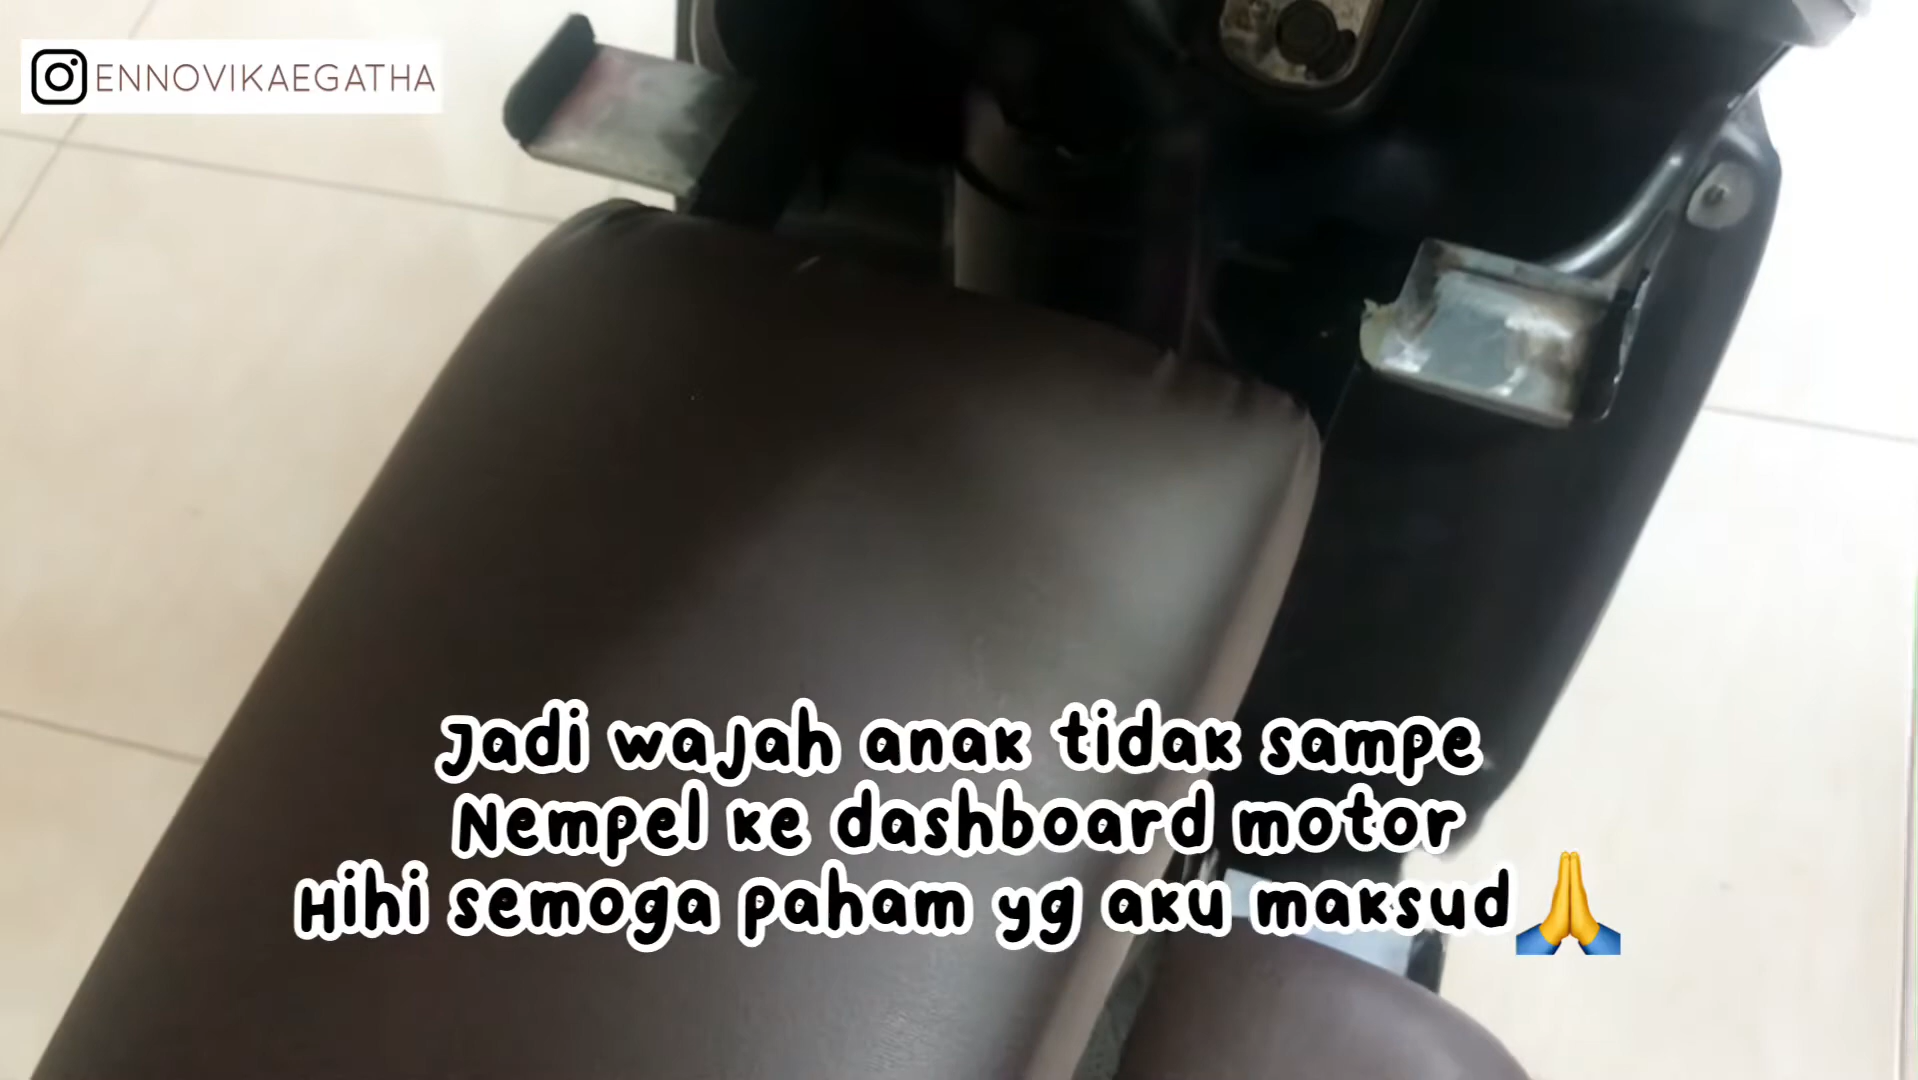 ENNOVIKAEGATHA
Jadi wajah anak tidak sampe
Nempel ke dashboard motor
Hihi semoga paham yg aku maksud🙏